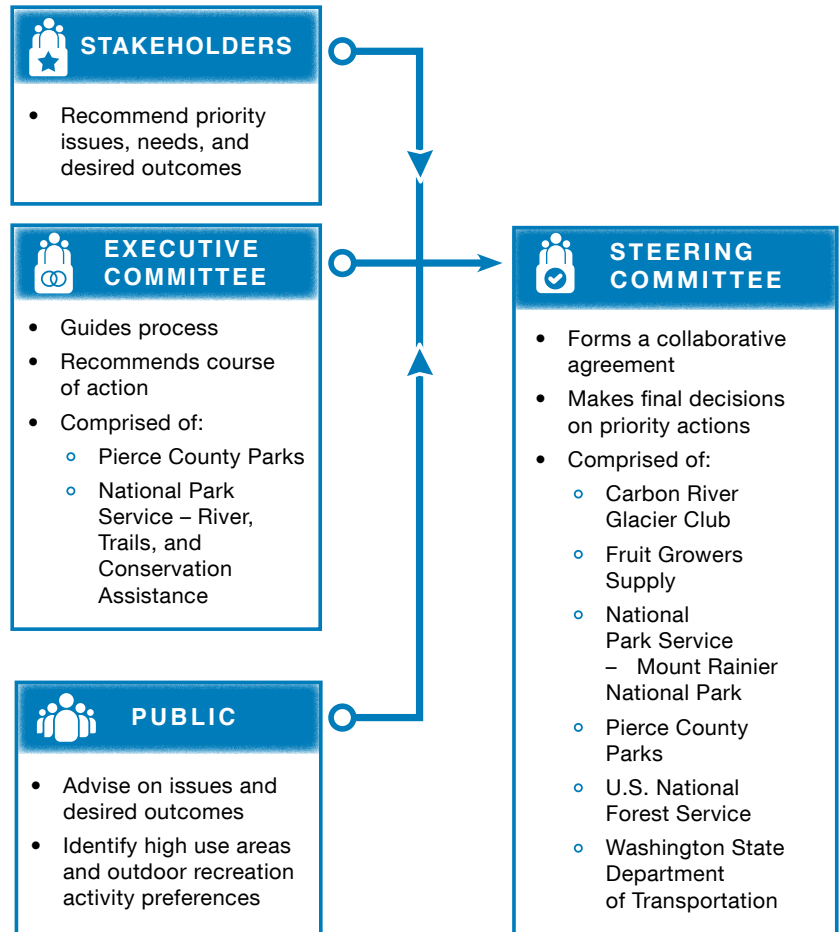 STAKEHOLDERS
• Recommend priority
issues, needs, and
desired outcomes
EXECUTIVE
COMMITTEE
• Guides process
• Recommends course
of action
• Comprised of:
Pierce County Parks
National Park
Service – River,
Trails, and
Conservation
Assistance
PUBLIC
• Advise on issues and
desired outcomes
• Identify high use areas
and outdoor recreation
activity preferences
STEERING
COMMITTEE
• Forms a collaborative
agreement
• Makes final decisions
on priority actions
• Comprised of:
Carbon River
Glacier Club
Fruit Growers
Supply
National
Park Service
– Mount Rainier
National Park
Pierce County
Parks
U.S. National
Forest Service
Washington State
Department
of Transportation